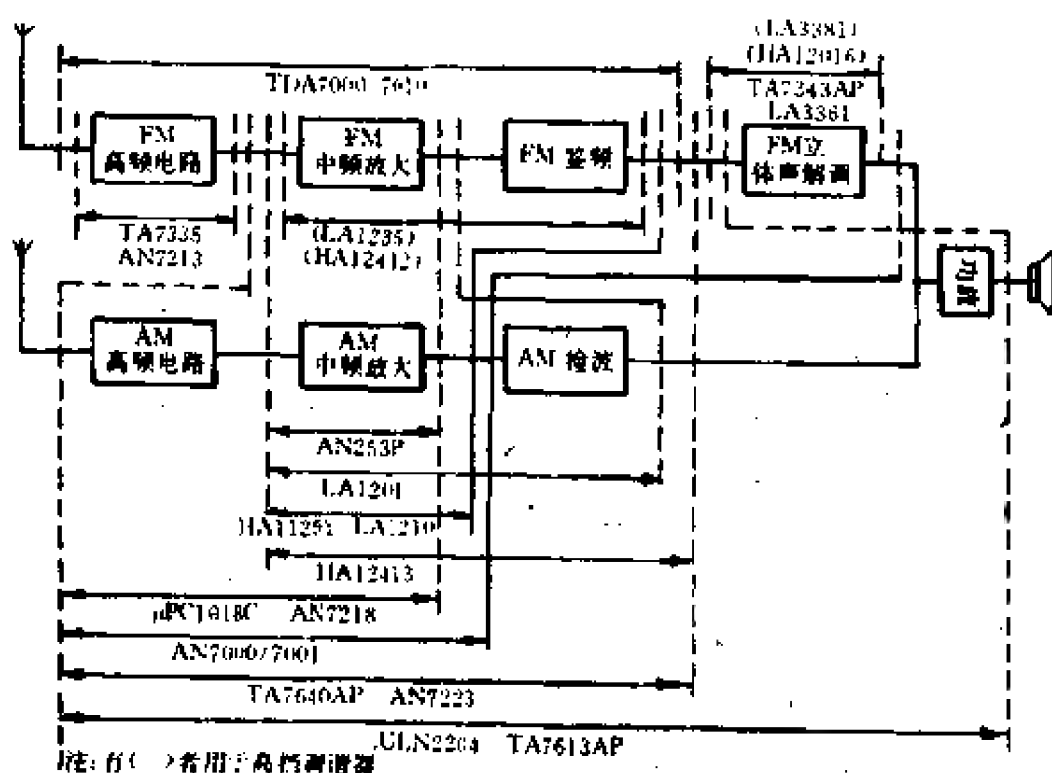 (LA3381)
(HA12016)
TDA7000 7010
TA7343AP
LA3361
FM
高频电路
FM
中频放大
FM 鉴频
FM立
体声解调
TA7335
AN7213
(LA1235)
(HA12412)
功放
AM
高频电路
AM
中频放大
AM 检波
AN253P
LA1201
HA11251 LA1210
HA12413
μPC1018C AN7218
AN7000/7001
TA7640AP AN7223
ULN2204 TA7613AP
注:有( )者用于高档调谐器